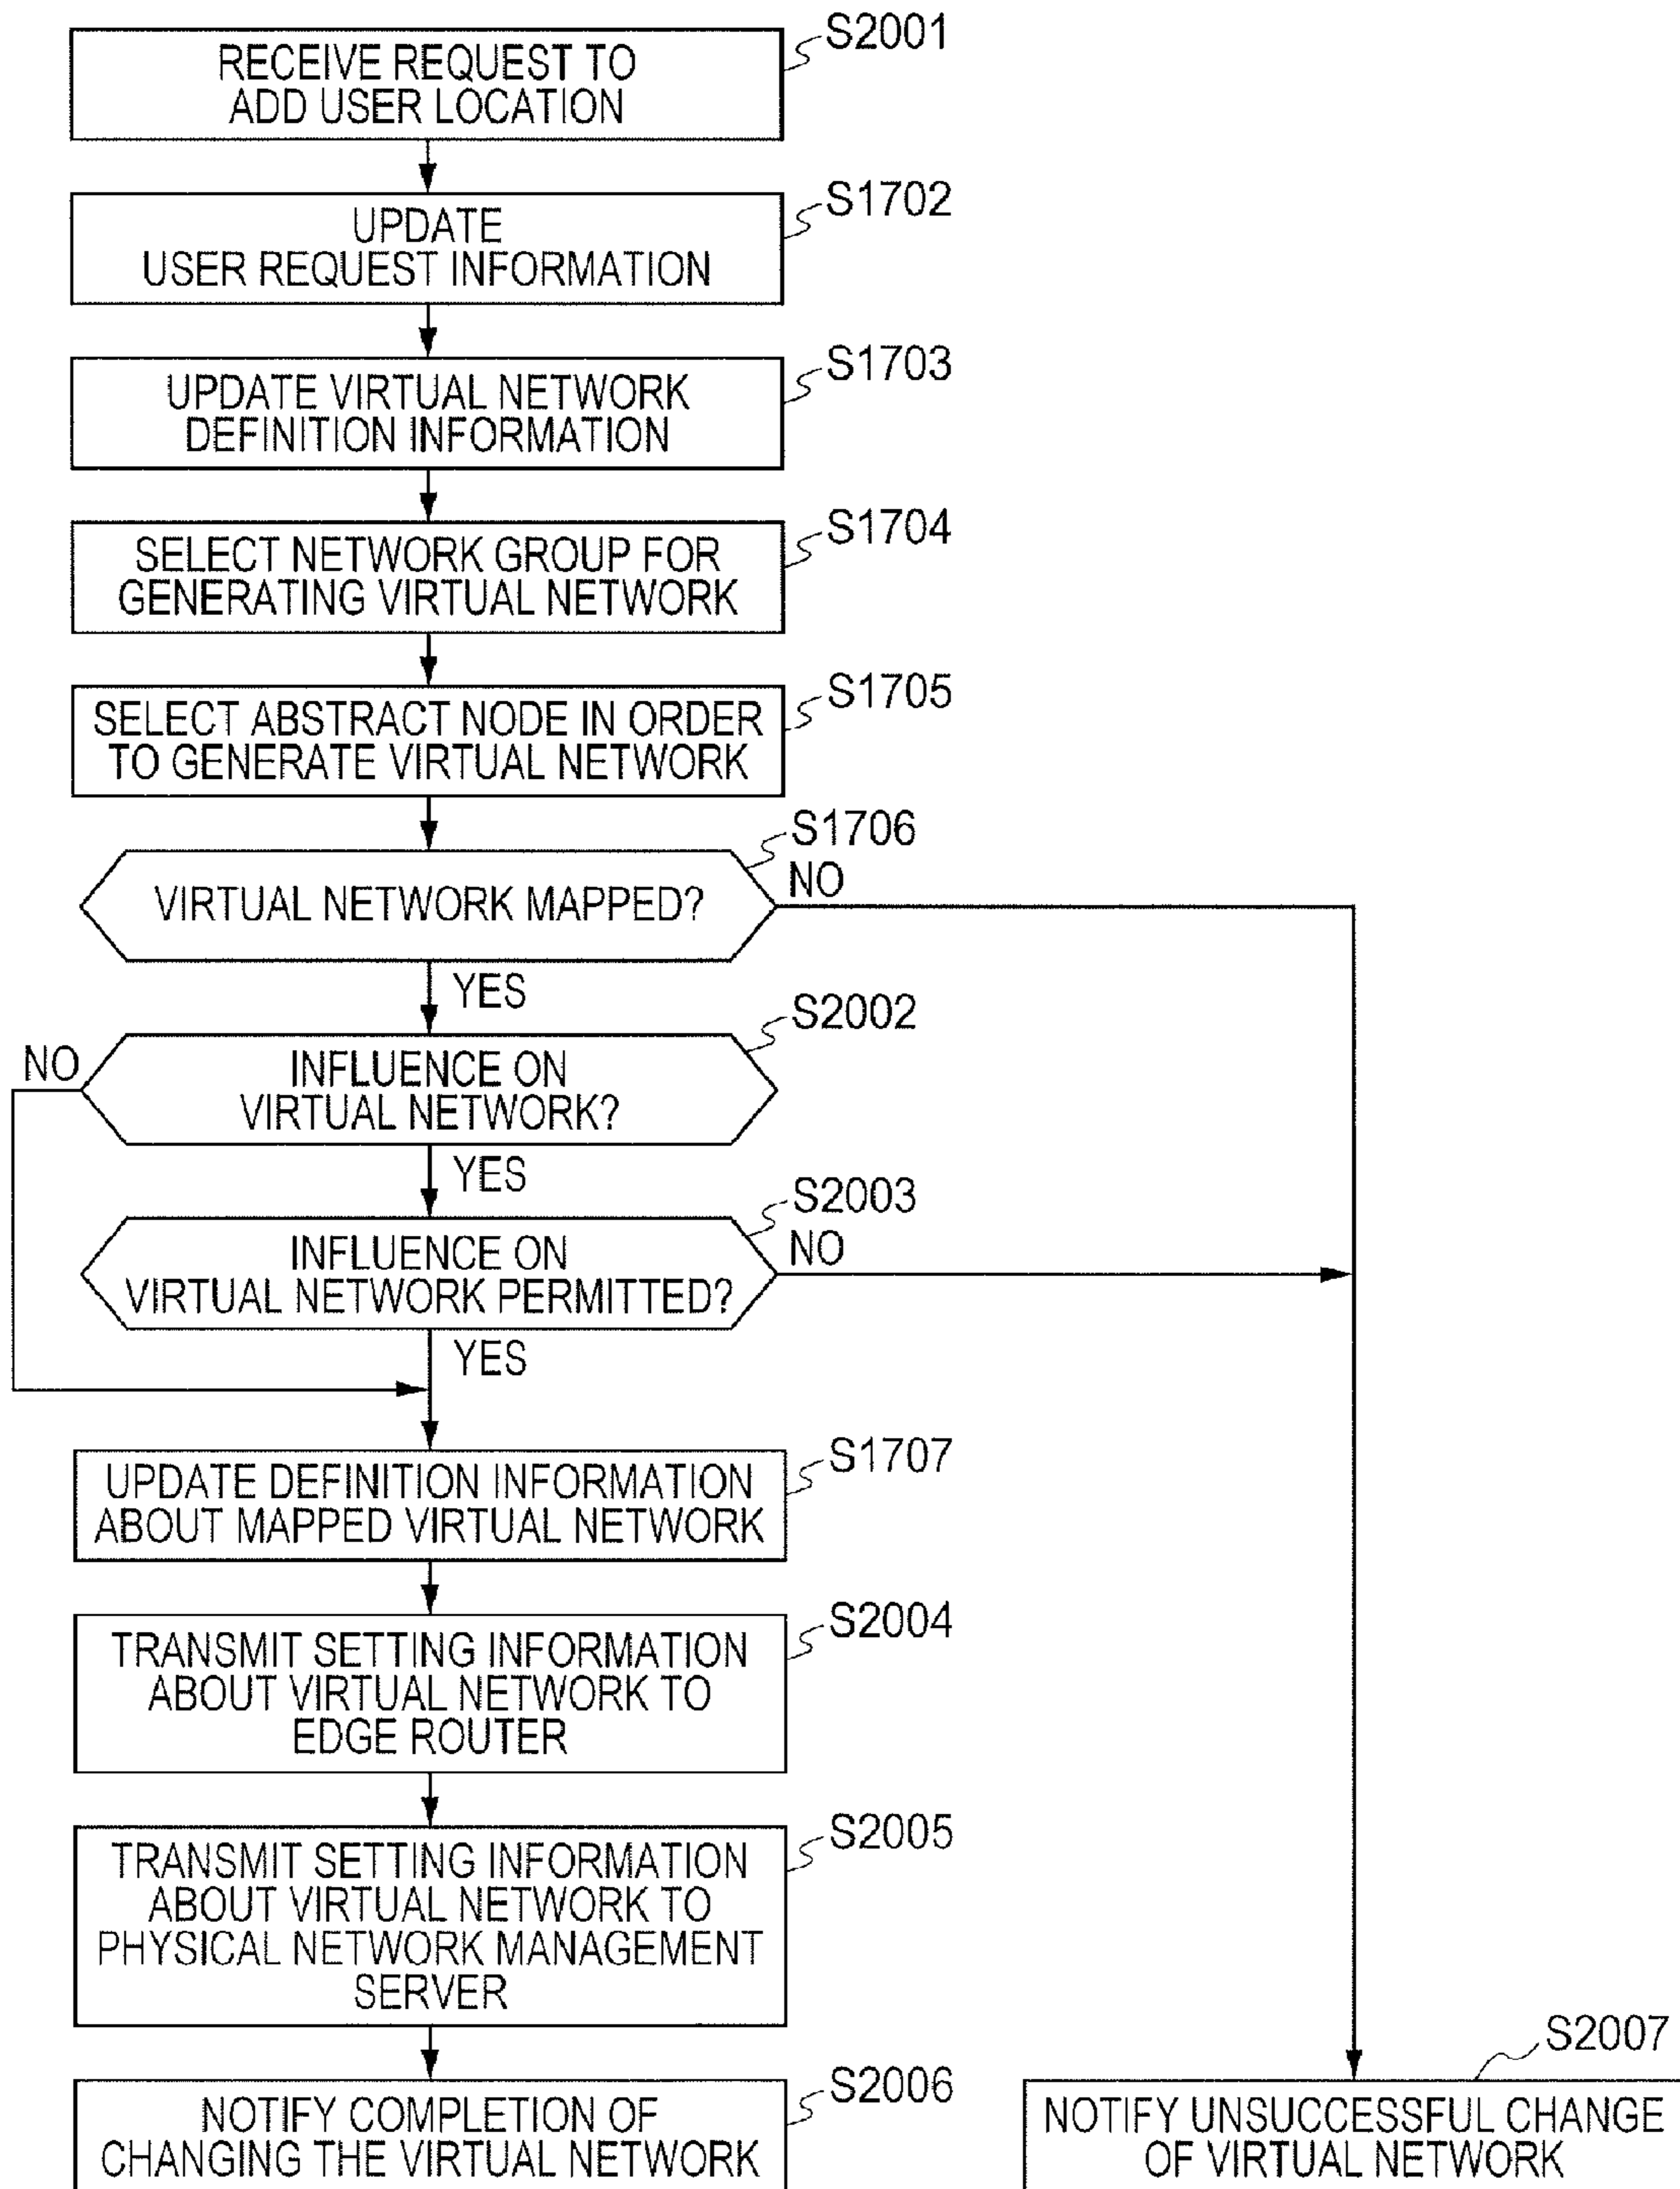 S2001
RECEIVE REQUEST TO
ADD USER LOCATION
S1702
UPDATE
USER REQUEST INFORMATION
S1703
UPDATE VIRTUAL NETWORK
DEFINITION INFORMATION
S1704
SELECT NETWORK GROUP FOR
GENERATING VIRTUAL NETWORK
S1705
SELECT ABSTRACT NODE IN ORDER
TO GENERATE VIRTUAL NETWORK
S1706
VIRTUAL NETWORK MAPPED?
NO
YES
S2002
NO
INFLUENCE ON
VIRTUAL NETWORK?
YES
S2003
INFLUENCE ON
VIRTUAL NETWORK PERMITTED?
NO
YES
S1707
UPDATE DEFINITION INFORMATION
ABOUT MAPPED VIRTUAL NETWORK
S2004
TRANSMIT SETTING INFORMATION
ABOUT VIRTUAL NETWORK TO
EDGE ROUTER
S2005
TRANSMIT SETTING INFORMATION
ABOUT VIRTUAL NETWORK TO
PHYSICAL NETWORK MANAGEMENT
SERVER
S2006
NOTIFY COMPLETION OF
CHANGING THE VIRTUAL NETWORK
S2007
NOTIFY UNSUCCESSFUL CHANGE
OF VIRTUAL NETWORK